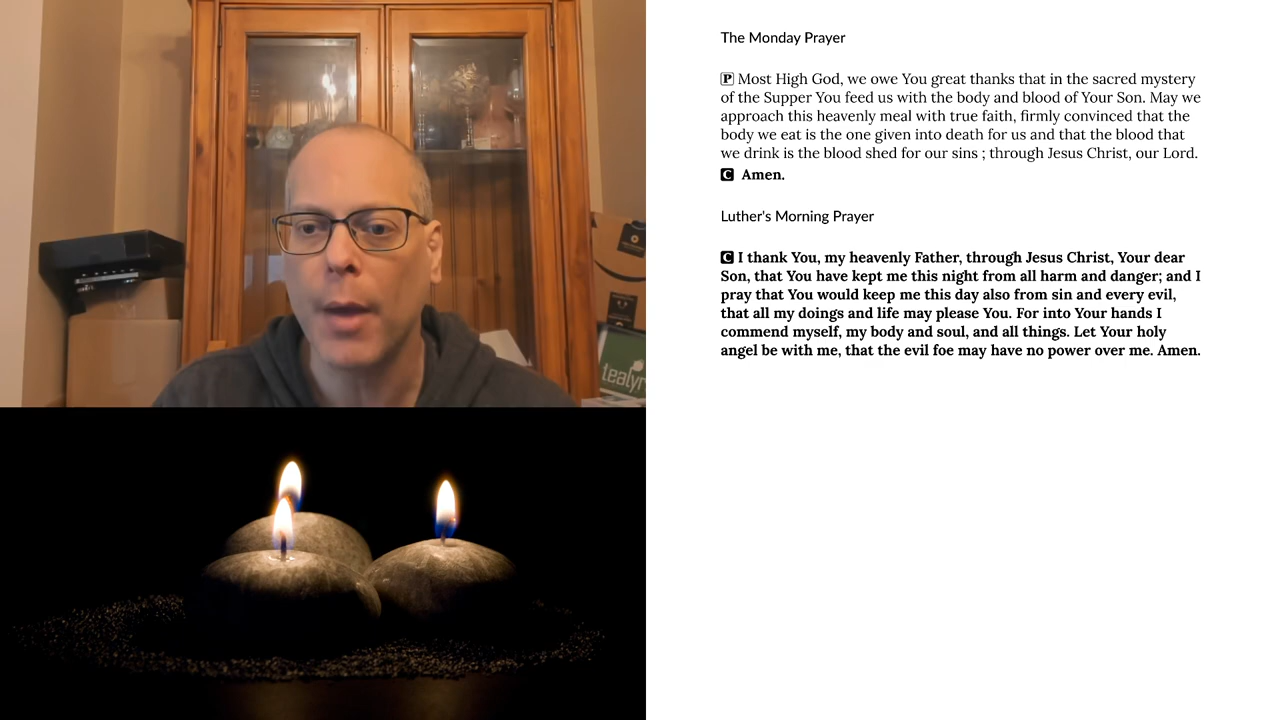 The Monday Prayer
P Most High God, we owe You great thanks that in the sacred mystery
of the Supper You feed us with the body and blood of Your Son. May we
approach this heavenly meal with true faith, firmly convinced that the
body we eat is the one given into death for us and that the blood that
we drink is the blood shed for our sins ; through Jesus Christ, our Lord.
C Amen.
Luther's Morning Prayer
C I thank You, my heavenly Father, through Jesus Christ, Your dear
Son, that You have kept me this night from all harm and danger; and I
pray that You would keep me this day also from sin and every evil,
that all my doings and life may please You. For into Your hands I
commend myself, my body and soul, and all things. Let Your holy
angel be with me, that the evil foe may have no power over me. Amen.